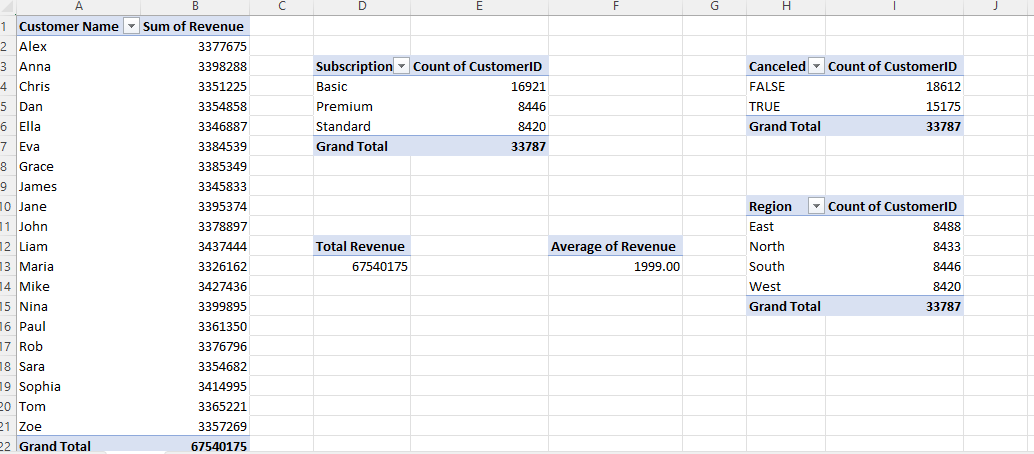 A B C D E F G H I J
1 Customer Name Sum of Revenue
2 Alex 3377675
3 Anna 3398288 Subscription Count of CustomerID Canceled Count of CustomerID
4 Chris 3351225 Basic 16921 FALSE 18612
5 Dan 3354858 Premium 8446 TRUE 15175
6 Ella 3346887 Standard 8420 Grand Total 33787
7 Eva 3384539 Grand Total 33787
8 Grace 3385349
9 James 3345833
10 Jane 3395374 Region Count of CustomerID
11 John 3378897 East 8488
12 Liam 3437444 Total Revenue Average of Revenue North 8433
13 Maria 3326162 67540175 1999.00 South 8446
14 Mike 3427436 West 8420
15 Nina 3399895 Grand Total 33787
16 Paul 3361350
17 Rob 3376796
18 Sara 3354682
19 Sophia 3414995
20 Tom 3365221
21 Zoe 3357269
22 Grand Total 67540175